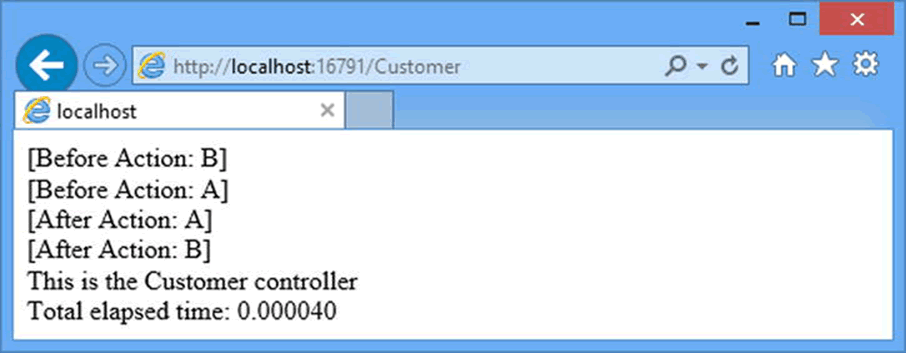 http://localhost:16791/Customer
localhost
[Before Action: B]
[Before Action: A]
[After Action: A]
[After Action: B]
This is the Customer controller
Total elapsed time: 0.000040